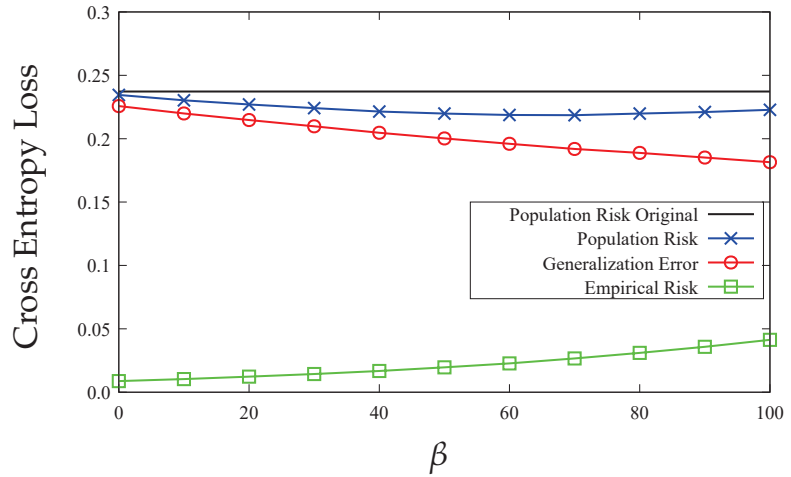 0.3
0.25
0.2
0.15
0.1
0.05
0.0
Cross Entropy Loss
Population Risk Original
Population Risk
Generalization Error
Empirical Risk
0 20 40 60 80 100
β